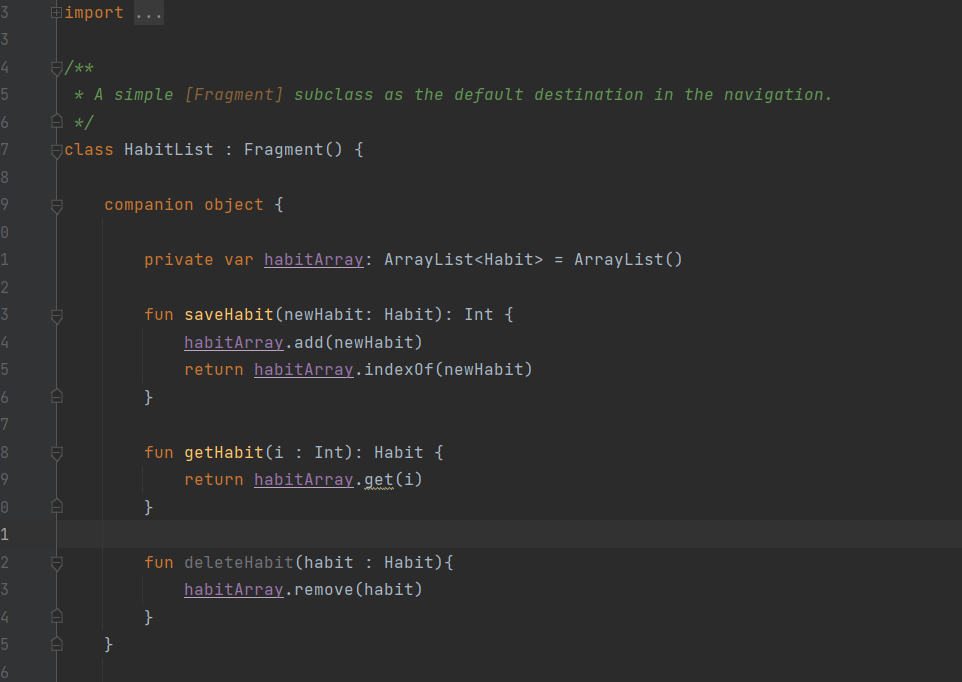 3 import ...
3
4 /**
5  * A simple [Fragment] subclass as the default destination in the navigation.
6  */
7 class HabitList : Fragment() {
8
9     companion object {
0
1         private var habitArray: ArrayList<Habit> = ArrayList()
2
3         fun saveHabit(newHabit: Habit): Int {
4             habitArray.add(newHabit)
5             return habitArray.indexOf(newHabit)
6         }
7
8         fun getHabit(i : Int): Habit {
9             return habitArray.get(i)
0         }
1
2         fun deleteHabit(habit : Habit){
3             habitArray.remove(habit)
4         }
5     }
6